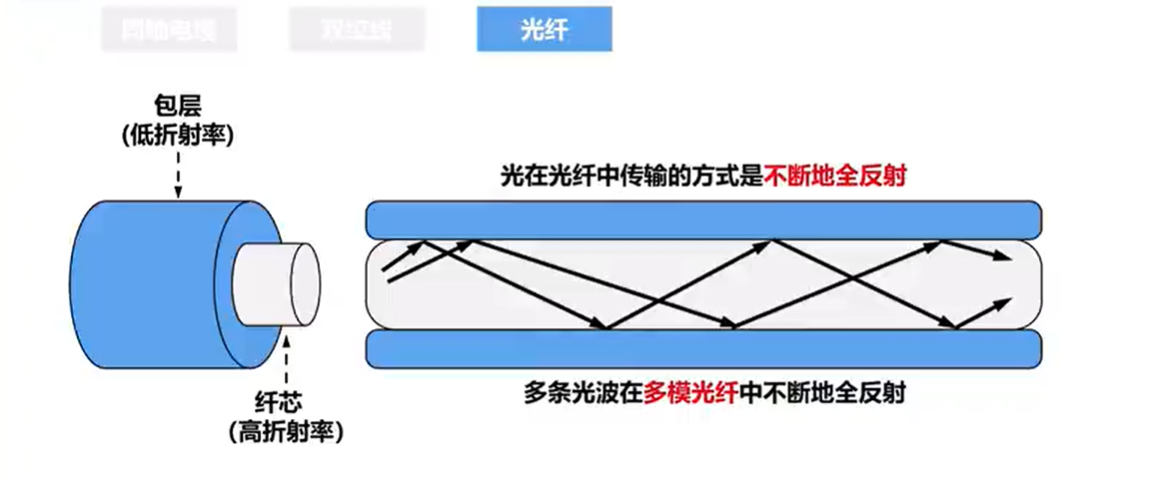 同轴电缆
双绞线
光纤
包层
(低折射率)
光在光纤中传输的方式是不断地全反射
多条光波在多模光纤中不断地全反射
纤芯
(高折射率)